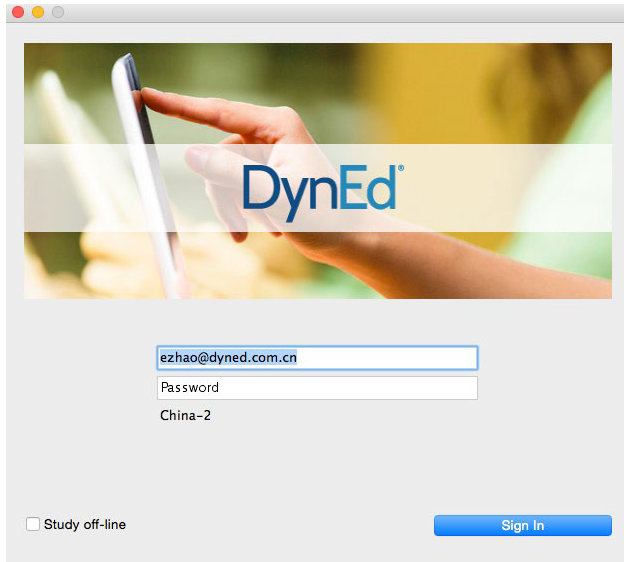 DynEd®
ezhao@dyned.com.cn
Password
China-2
Study off-line
Sign In